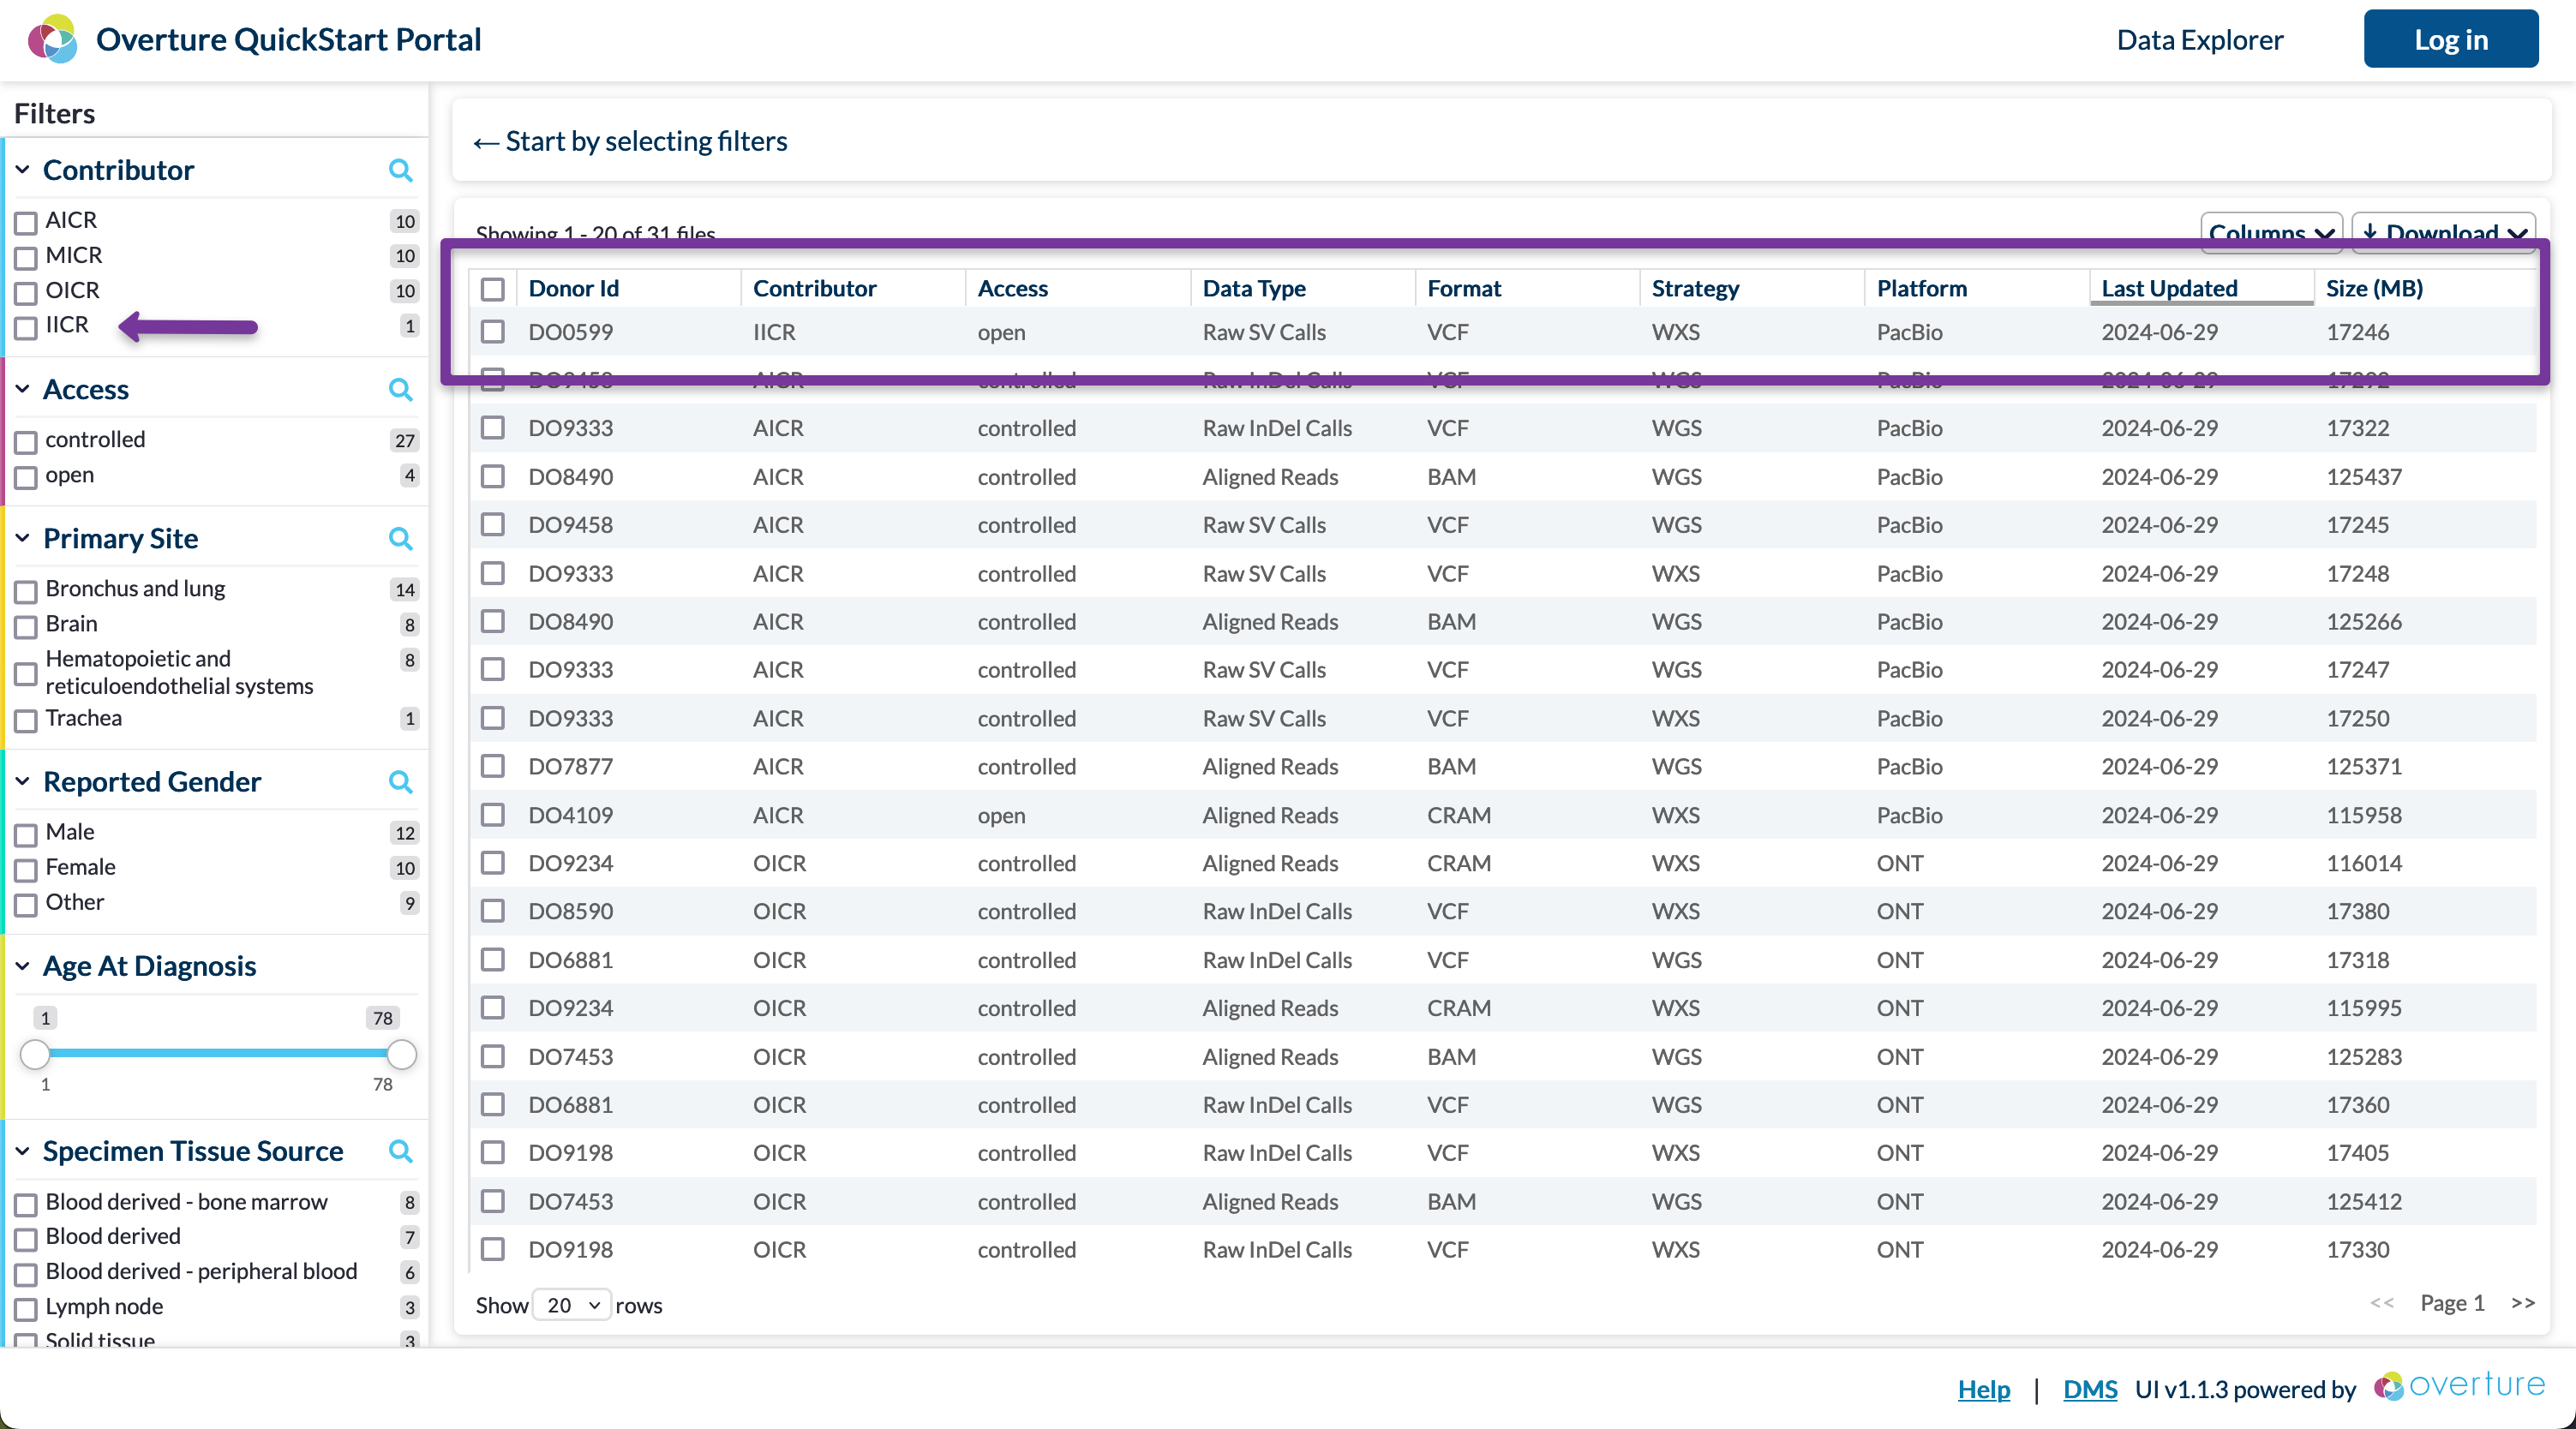 Overture QuickStart Portal
Data Explorer
Log in
Filters
Contributor
AICR 10
MICR 10
OICR 10
IICR 1
Access
controlled 27
open 4
Primary Site
Bronchus and lung 14
Brain 8
Hematopoietic and 8
reticuloendothelial systems
Trachea 1
Reported Gender
Male 12
Female 10
Other 9
Age At Diagnosis
1 78
1 78
Specimen Tissue Source
Blood derived - bone marrow 8
Blood derived 7
Blood derived - peripheral blood 6
Lymph node 3
Solid tissue 3
← Start by selecting filters
Showing 1 - 20 of 31 files
Columns
Download
Donor Id Contributor Access Data Type Format Strategy Platform Last Updated Size (MB)
DO0599 IICR open Raw SV Calls VCF WXS PacBio 2024-06-29 17246
DO9458 AICR controlled Raw InDel Calls VCF WGS PacBio 2024-06-29 17292
DO9333 AICR controlled Raw InDel Calls VCF WGS PacBio 2024-06-29 17322
DO8490 AICR controlled Aligned Reads BAM WGS PacBio 2024-06-29 125437
DO9458 AICR controlled Raw SV Calls VCF WGS PacBio 2024-06-29 17245
DO9333 AICR controlled Raw SV Calls VCF WXS PacBio 2024-06-29 17248
DO8490 AICR controlled Aligned Reads BAM WGS PacBio 2024-06-29 125266
DO9333 AICR controlled Raw SV Calls VCF WGS PacBio 2024-06-29 17247
DO9333 AICR controlled Raw SV Calls VCF WXS PacBio 2024-06-29 17250
DO7877 AICR controlled Aligned Reads BAM WGS PacBio 2024-06-29 125371
DO4109 AICR open Aligned Reads CRAM WXS PacBio 2024-06-29 115958
DO9234 OICR controlled Aligned Reads CRAM WXS ONT 2024-06-29 116014
DO8590 OICR controlled Raw InDel Calls VCF WXS ONT 2024-06-29 17380
DO6881 OICR controlled Raw InDel Calls VCF WGS ONT 2024-06-29 17318
DO9234 OICR controlled Aligned Reads CRAM WXS ONT 2024-06-29 115995
DO7453 OICR controlled Aligned Reads BAM WGS ONT 2024-06-29 125283
DO6881 OICR controlled Raw InDel Calls VCF WGS ONT 2024-06-29 17360
DO9198 OICR controlled Raw InDel Calls VCF WXS ONT 2024-06-29 17405
DO7453 OICR controlled Aligned Reads BAM WGS ONT 2024-06-29 125412
DO9198 OICR controlled Raw InDel Calls VCF WXS ONT 2024-06-29 17330
Show 20 rows
<< Page 1 >>
Help | DMS UI v1.1.3 powered by overture